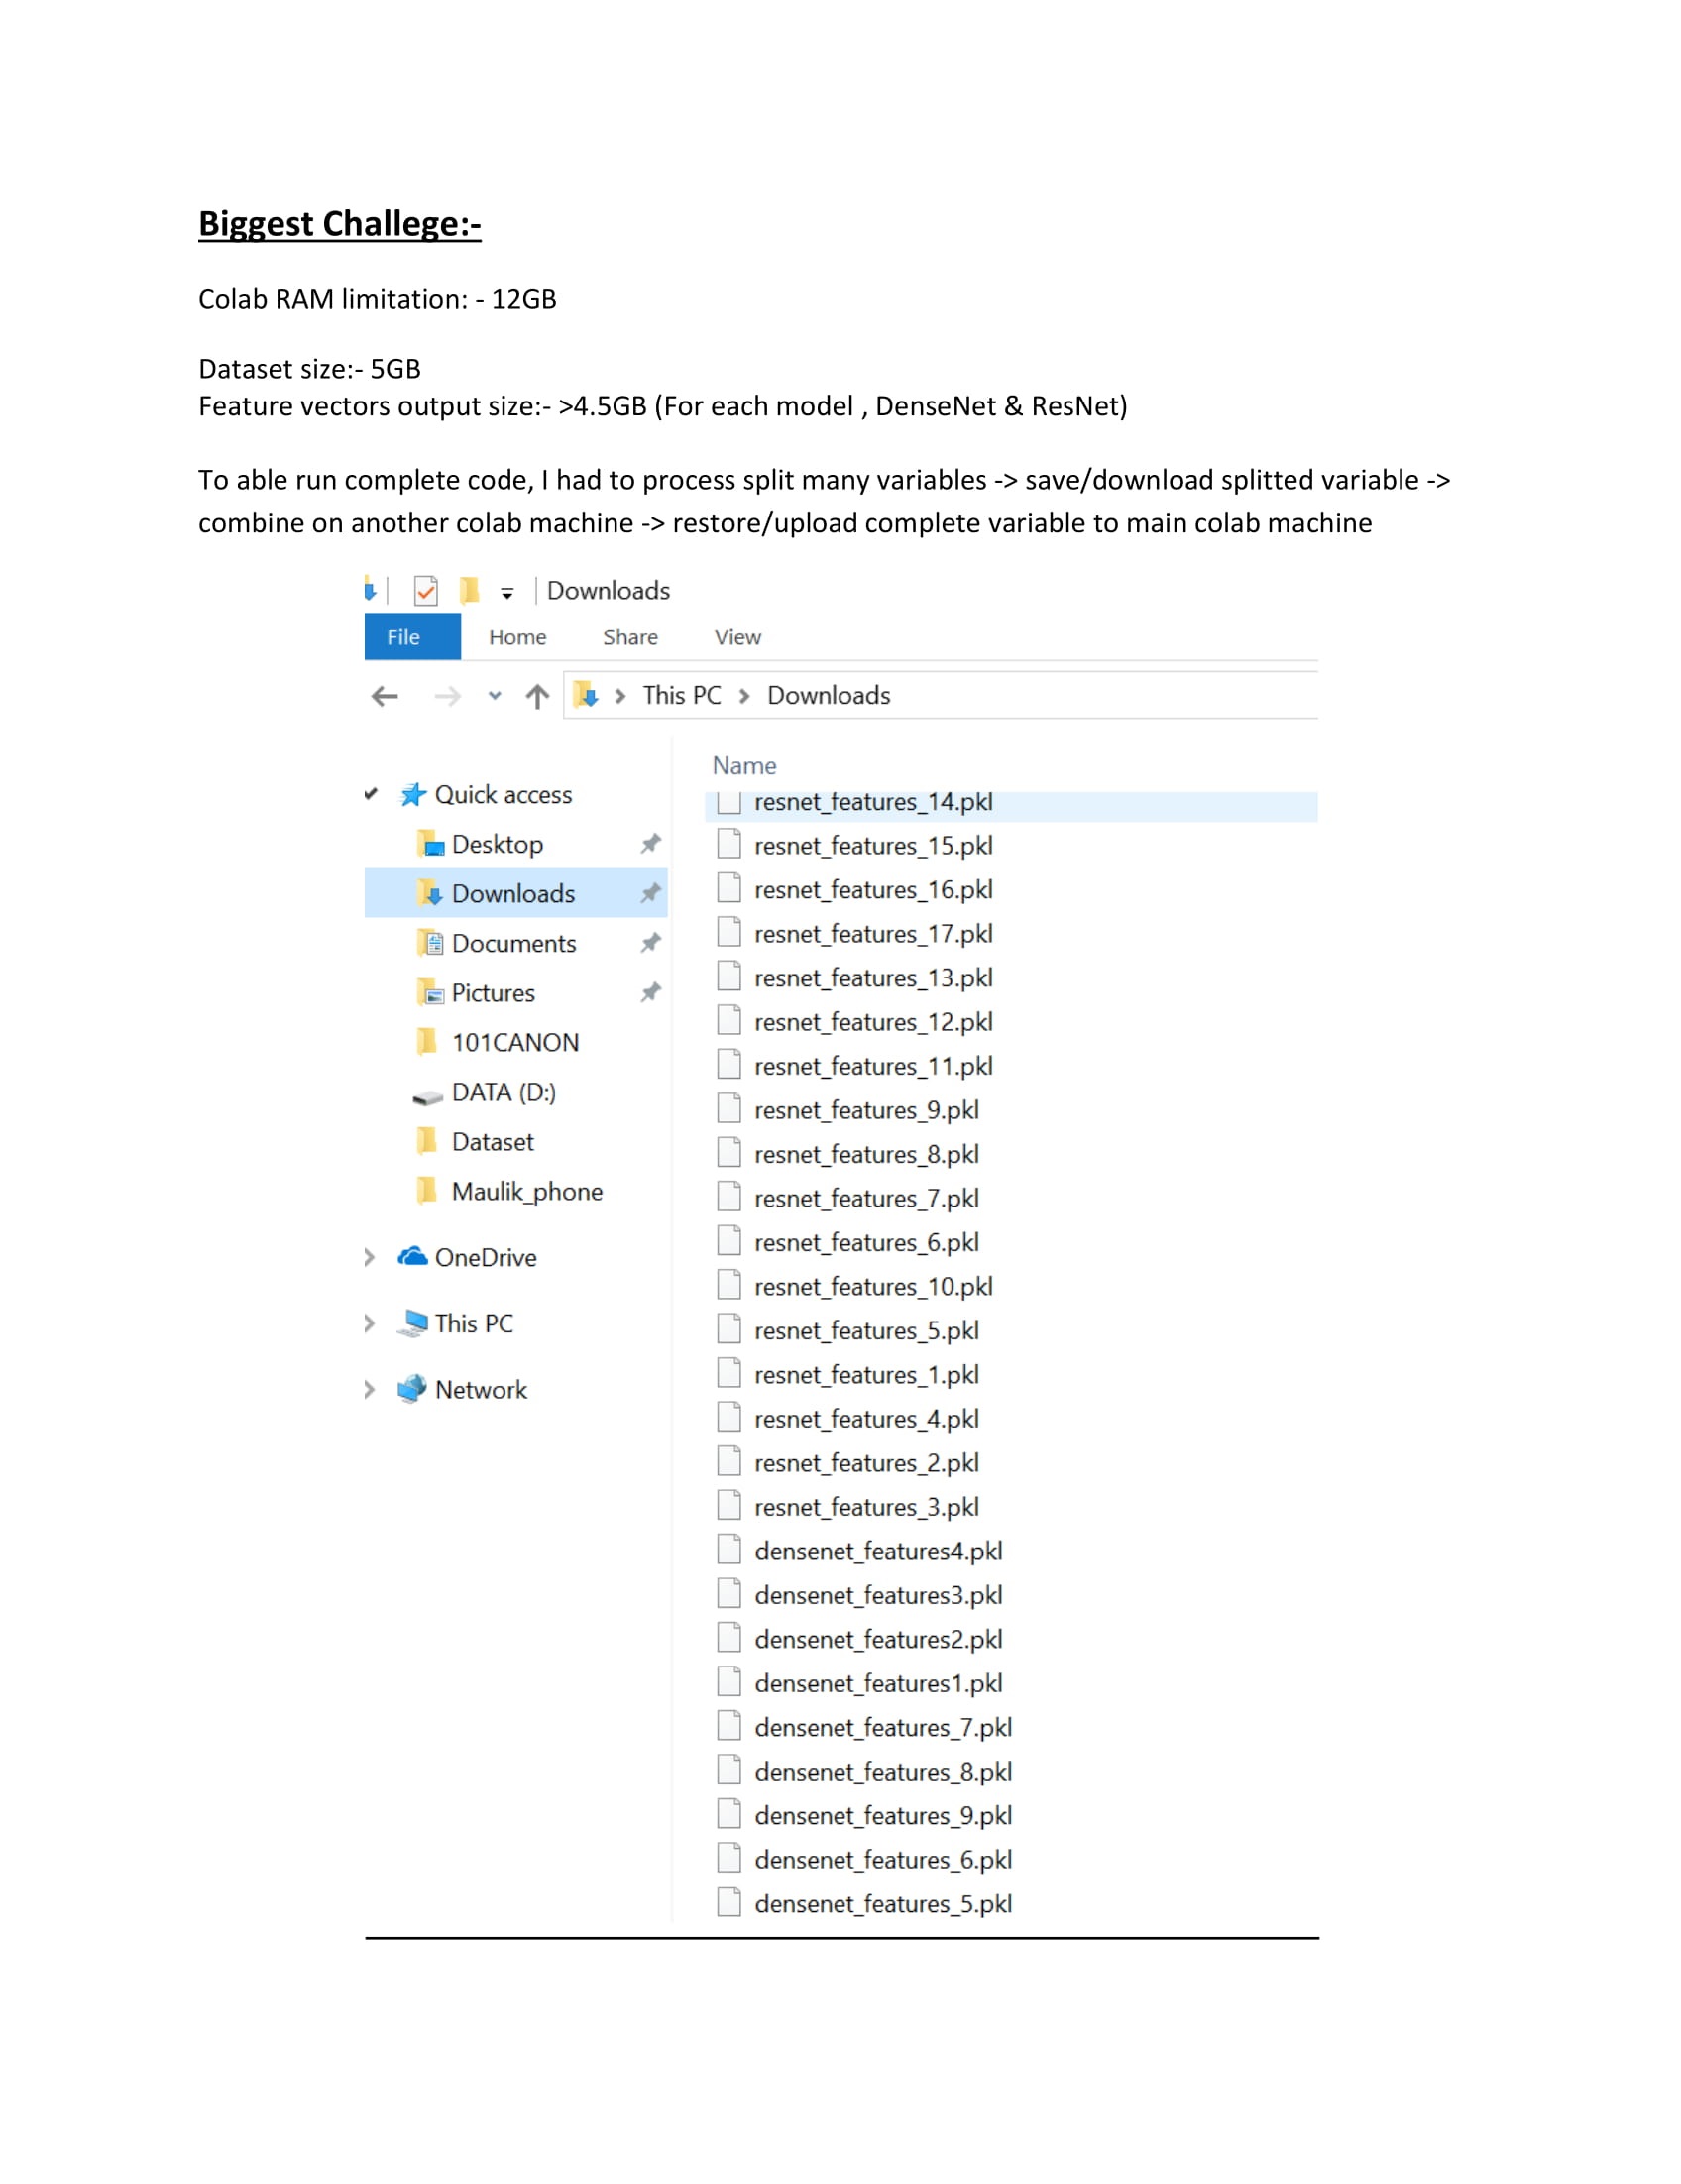 Biggest Challege:-
Colab RAM limitation: - 12GB
Dataset size:- 5GB
Feature vectors output size:- >4.5GB (For each model , DenseNet & ResNet)
To able run complete code, I had to process split many variables -> save/download splitted variable ->
combine on another colab machine -> restore/upload complete variable to main colab machine
Downloads
File Home Share View
This PC > Downloads
Quick access
Desktop
Downloads
Documents
Pictures
101CANON
DATA (D:)
Dataset
Maulik_phone
OneDrive
This PC
Network
Name
resnet_features_14.pkl
resnet_features_15.pkl
resnet_features_16.pkl
resnet_features_17.pkl
resnet_features_13.pkl
resnet_features_12.pkl
resnet_features_11.pkl
resnet_features_9.pkl
resnet_features_8.pkl
resnet_features_7.pkl
resnet_features_6.pkl
resnet_features_10.pkl
resnet_features_5.pkl
resnet_features_1.pkl
resnet_features_4.pkl
resnet_features_2.pkl
resnet_features_3.pkl
densenet_features4.pkl
densenet_features3.pkl
densenet_features2.pkl
densenet_features1.pkl
densenet_features_7.pkl
densenet_features_8.pkl
densenet_features_9.pkl
densenet_features_6.pkl
densenet_features_5.pkl